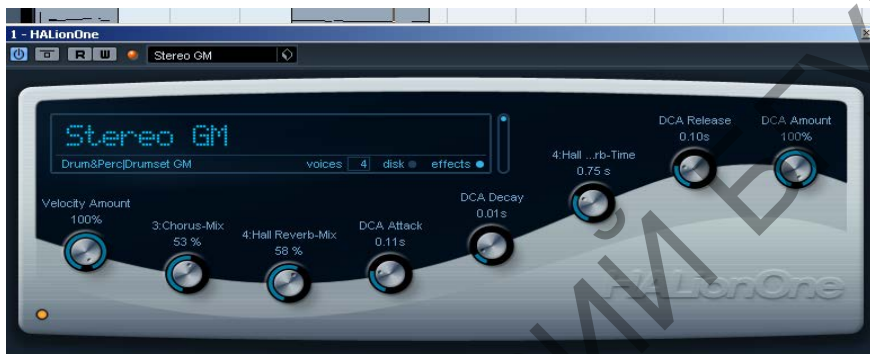 1 - HALionOne
R W Stereo GM
Stereo GM
Drum&Perc|Drumset GM voices 4 disk effects
Velocity Amount
100%
3:Chorus-Mix
53 %
4:Hall Reverb-Mix
58 %
DCA Attack
0.11s
DCA Decay
0.01s
4:Hall ...rb-Time
0.75 s
DCA Release
0.10s
DCA Amount
100%
HALionOne